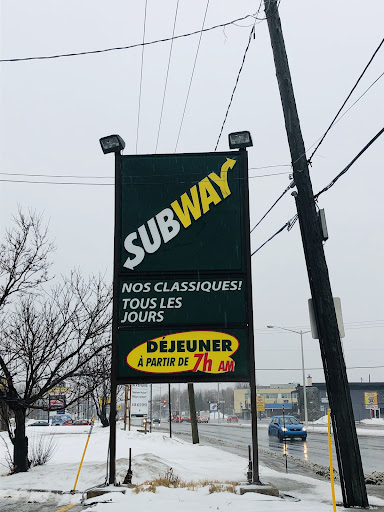 SUBWAY
NOS CLASSIQUES!
TOUS LES
JOURS
DÉJEUNER
À PARTIR DE 7h AM